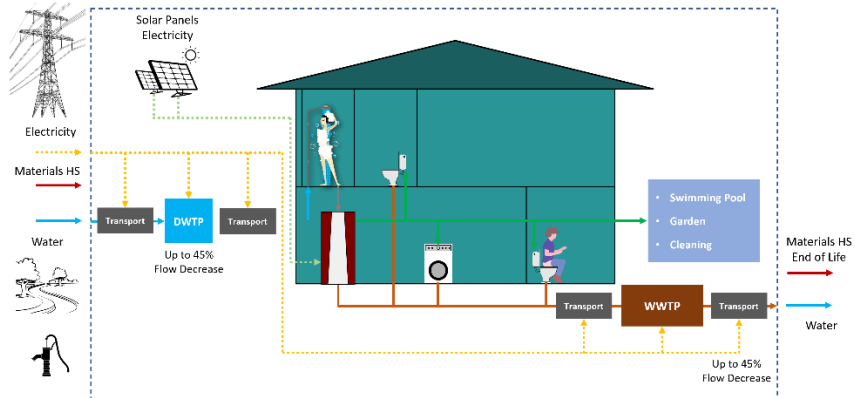 Solar Panels
Electricity
Electricity
Materials HS
Transport
DWTP
Transport
Water
Up to 45%
Flow Decrease
• Swimming Pool
• Garden
• Cleaning
Materials HS
End of Life
Transport
WWTP
Transport
Water
Up to 45%
Flow Decrease